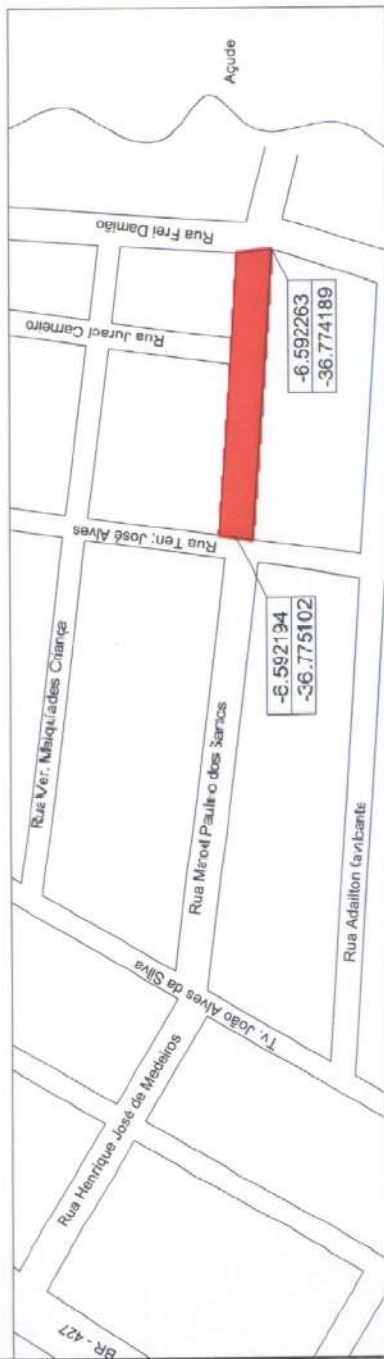 BR - 427
Rua Henrique José de Medeiros
Tv. João Alves da Silva
Rua Ver. Melquíades Criança
Rua Manoel Paulino dos Santos
Rua Adailton Cavlcante
Rua Ten; José Alves
Rua Juraci Carneiro
Rua Frei Damião
Açude
-6.592194
-36.775102
-6.592263
-36.774189